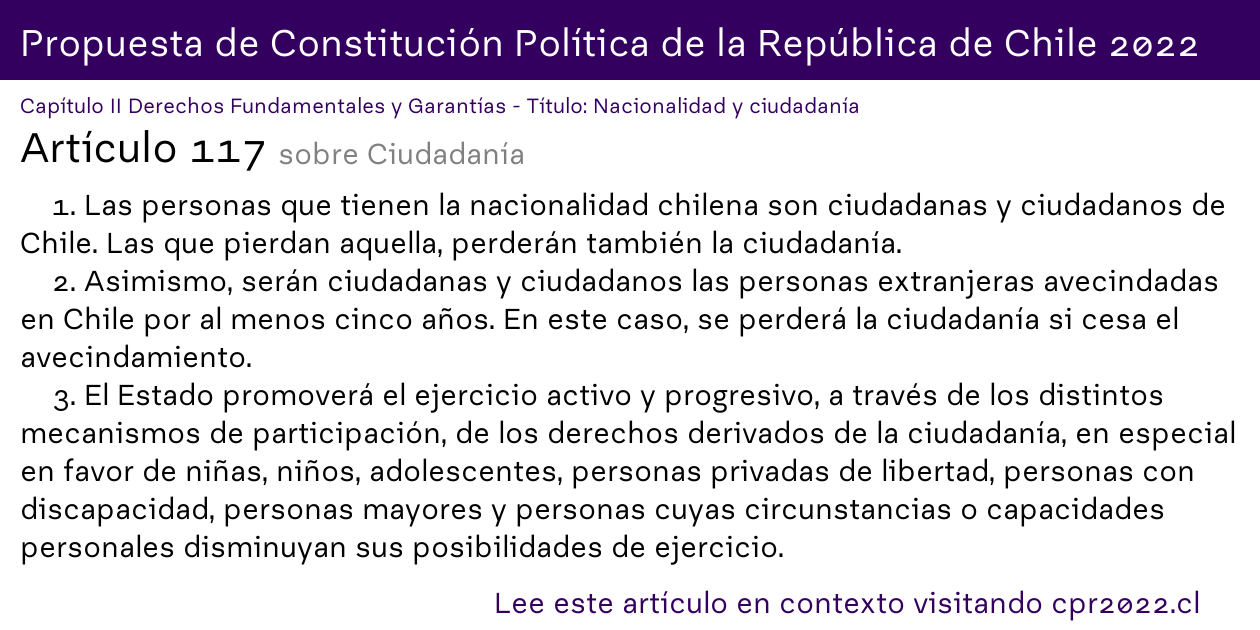 Propuesta de Constitución Política de la República de Chile 2022
Capítulo II Derechos Fundamentales y Garantías - Título: Nacionalidad y ciudadanía
Artículo 117 sobre Ciudadanía
1. Las personas que tienen la nacionalidad chilena son ciudadanas y ciudadanos de
Chile. Las que pierdan aquella, perderán también la ciudadanía.
2. Asimismo, serán ciudadanas y ciudadanos las personas extranjeras avecindadas
en Chile por al menos cinco años. En este caso, se perderá la ciudadanía si cesa el
avecindamiento.
3. El Estado promoverá el ejercicio activo y progresivo, a través de los distintos
mecanismos de participación, de los derechos derivados de la ciudadanía, en especial
en favor de niñas, niños, adolescentes, personas privadas de libertad, personas con
discapacidad, personas mayores y personas cuyas circunstancias o capacidades
personales disminuyan sus posibilidades de ejercicio.
Lee este artículo en contexto visitando cpr2022.cl